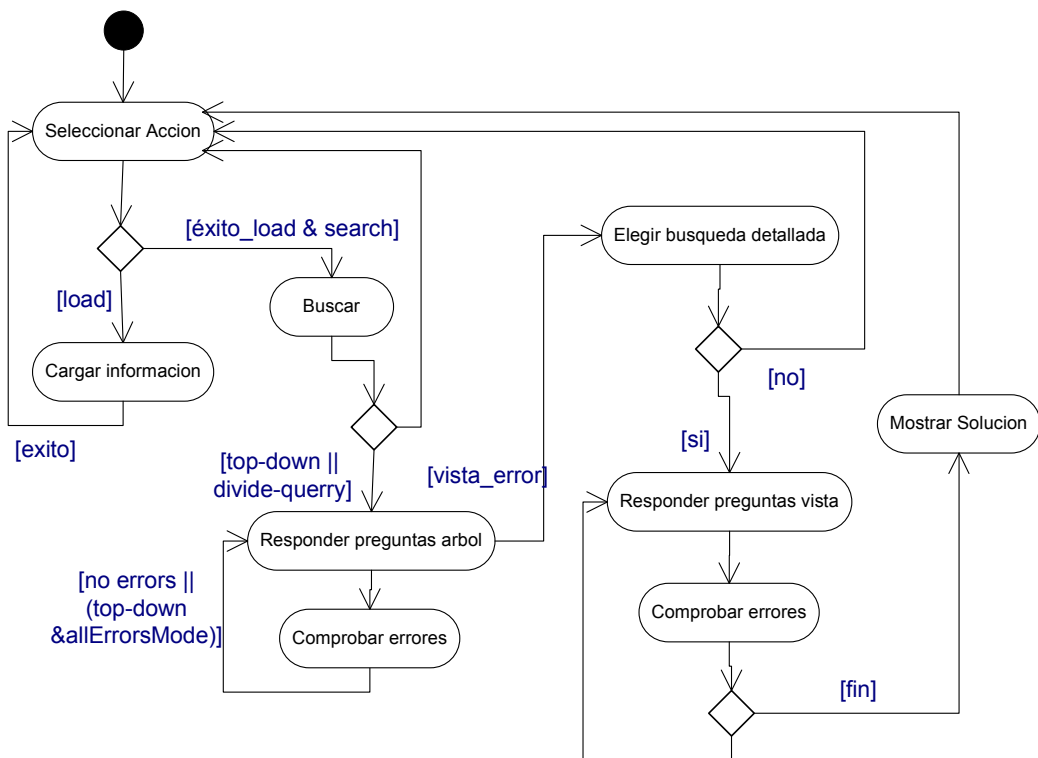 Seleccionar Accion
[éxito_load & search]
Elegir busqueda detallada
[load]
Buscar
Cargar informacion
[no]
[exito]
Mostrar Solucion
[si]
[top-down ||
divide-querry]
[vista_error]
Responder preguntas vista
Responder preguntas arbol
[no errors ||
(top-down
&allErrorsMode)]
Comprobar errores
Comprobar errores
[fin]